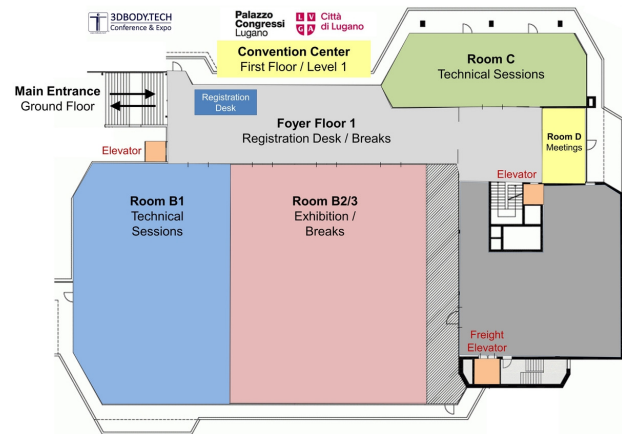 3DBODY.TECH
Conference & Expo
Palazzo
Congressi
Lugano
LV
GA
Città
di Lugano
Convention Center
First Floor / Level 1
Room C
Technical Sessions
Main Entrance
Ground Floor
Registration
Desk
Foyer Floor 1
Registration Desk / Breaks
Room D
Meetings
Elevator
Elevator
Room B1
Technical
Sessions
Room B2/3
Exhibition /
Breaks
Freight
Elevator